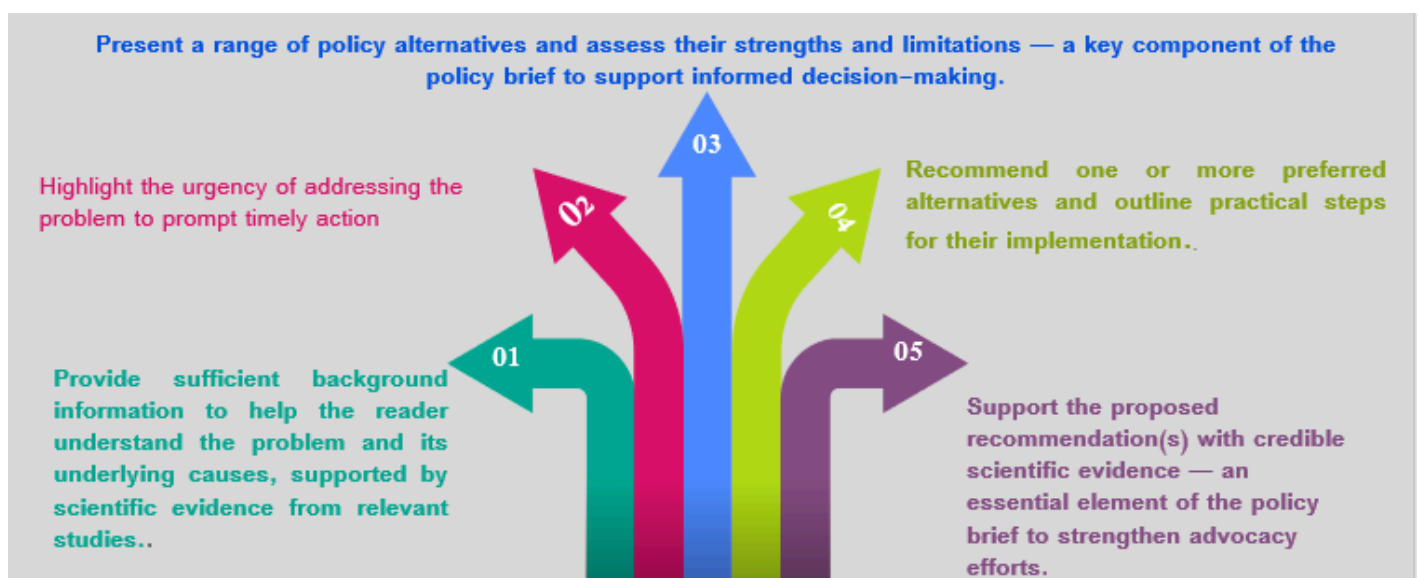 Present a range of policy alternatives and assess their strengths and limitations — a key component of the
policy brief to support informed decision–making.
03
Highlight the urgency of addressing the
problem to prompt timely action
02
04
Recommend one or more preferred
alternatives and outline practical steps
for their implementation..
01
Provide sufficient background
information to help the reader
understand the problem and its
underlying causes, supported by
scientific evidence from relevant
studies..
05
Support the proposed
recommendation(s) with credible
scientific evidence — an
essential element of the policy
brief to strengthen advocacy
efforts.